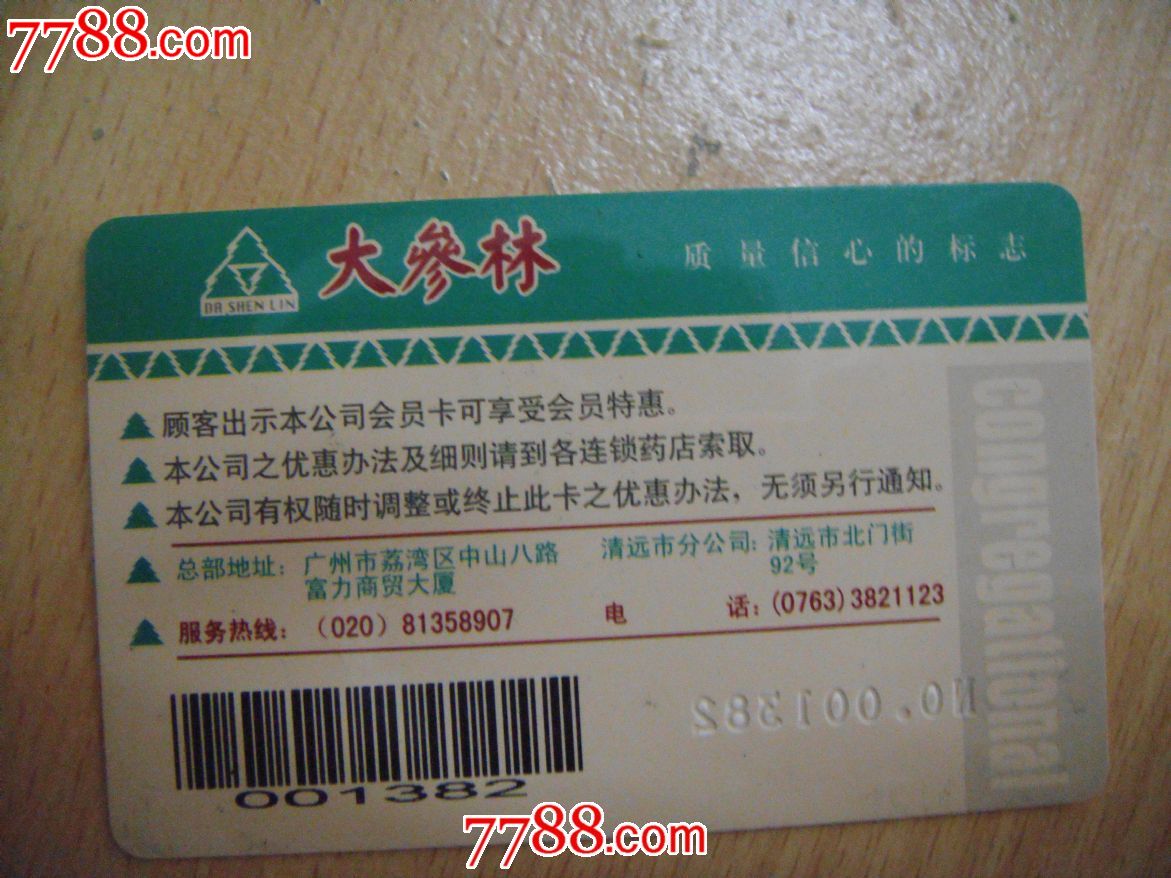 7788.com
DA SHEN LIN
大參林
质量信心的标志
顾客出示本公司会员卡可享受会员特惠。
本公司之优惠办法及细则请到各连锁药店索取。
本公司有权随时调整或终止此卡之优惠办法，无须另行通知。
总部地址：广州市荔湾区中山八路
富力商贸大厦
清远市分公司：清远市北门街
92号
服务热线：（020）81358907
电 话：(0763)3821123
congregational
NO.001382
001382
7788.com